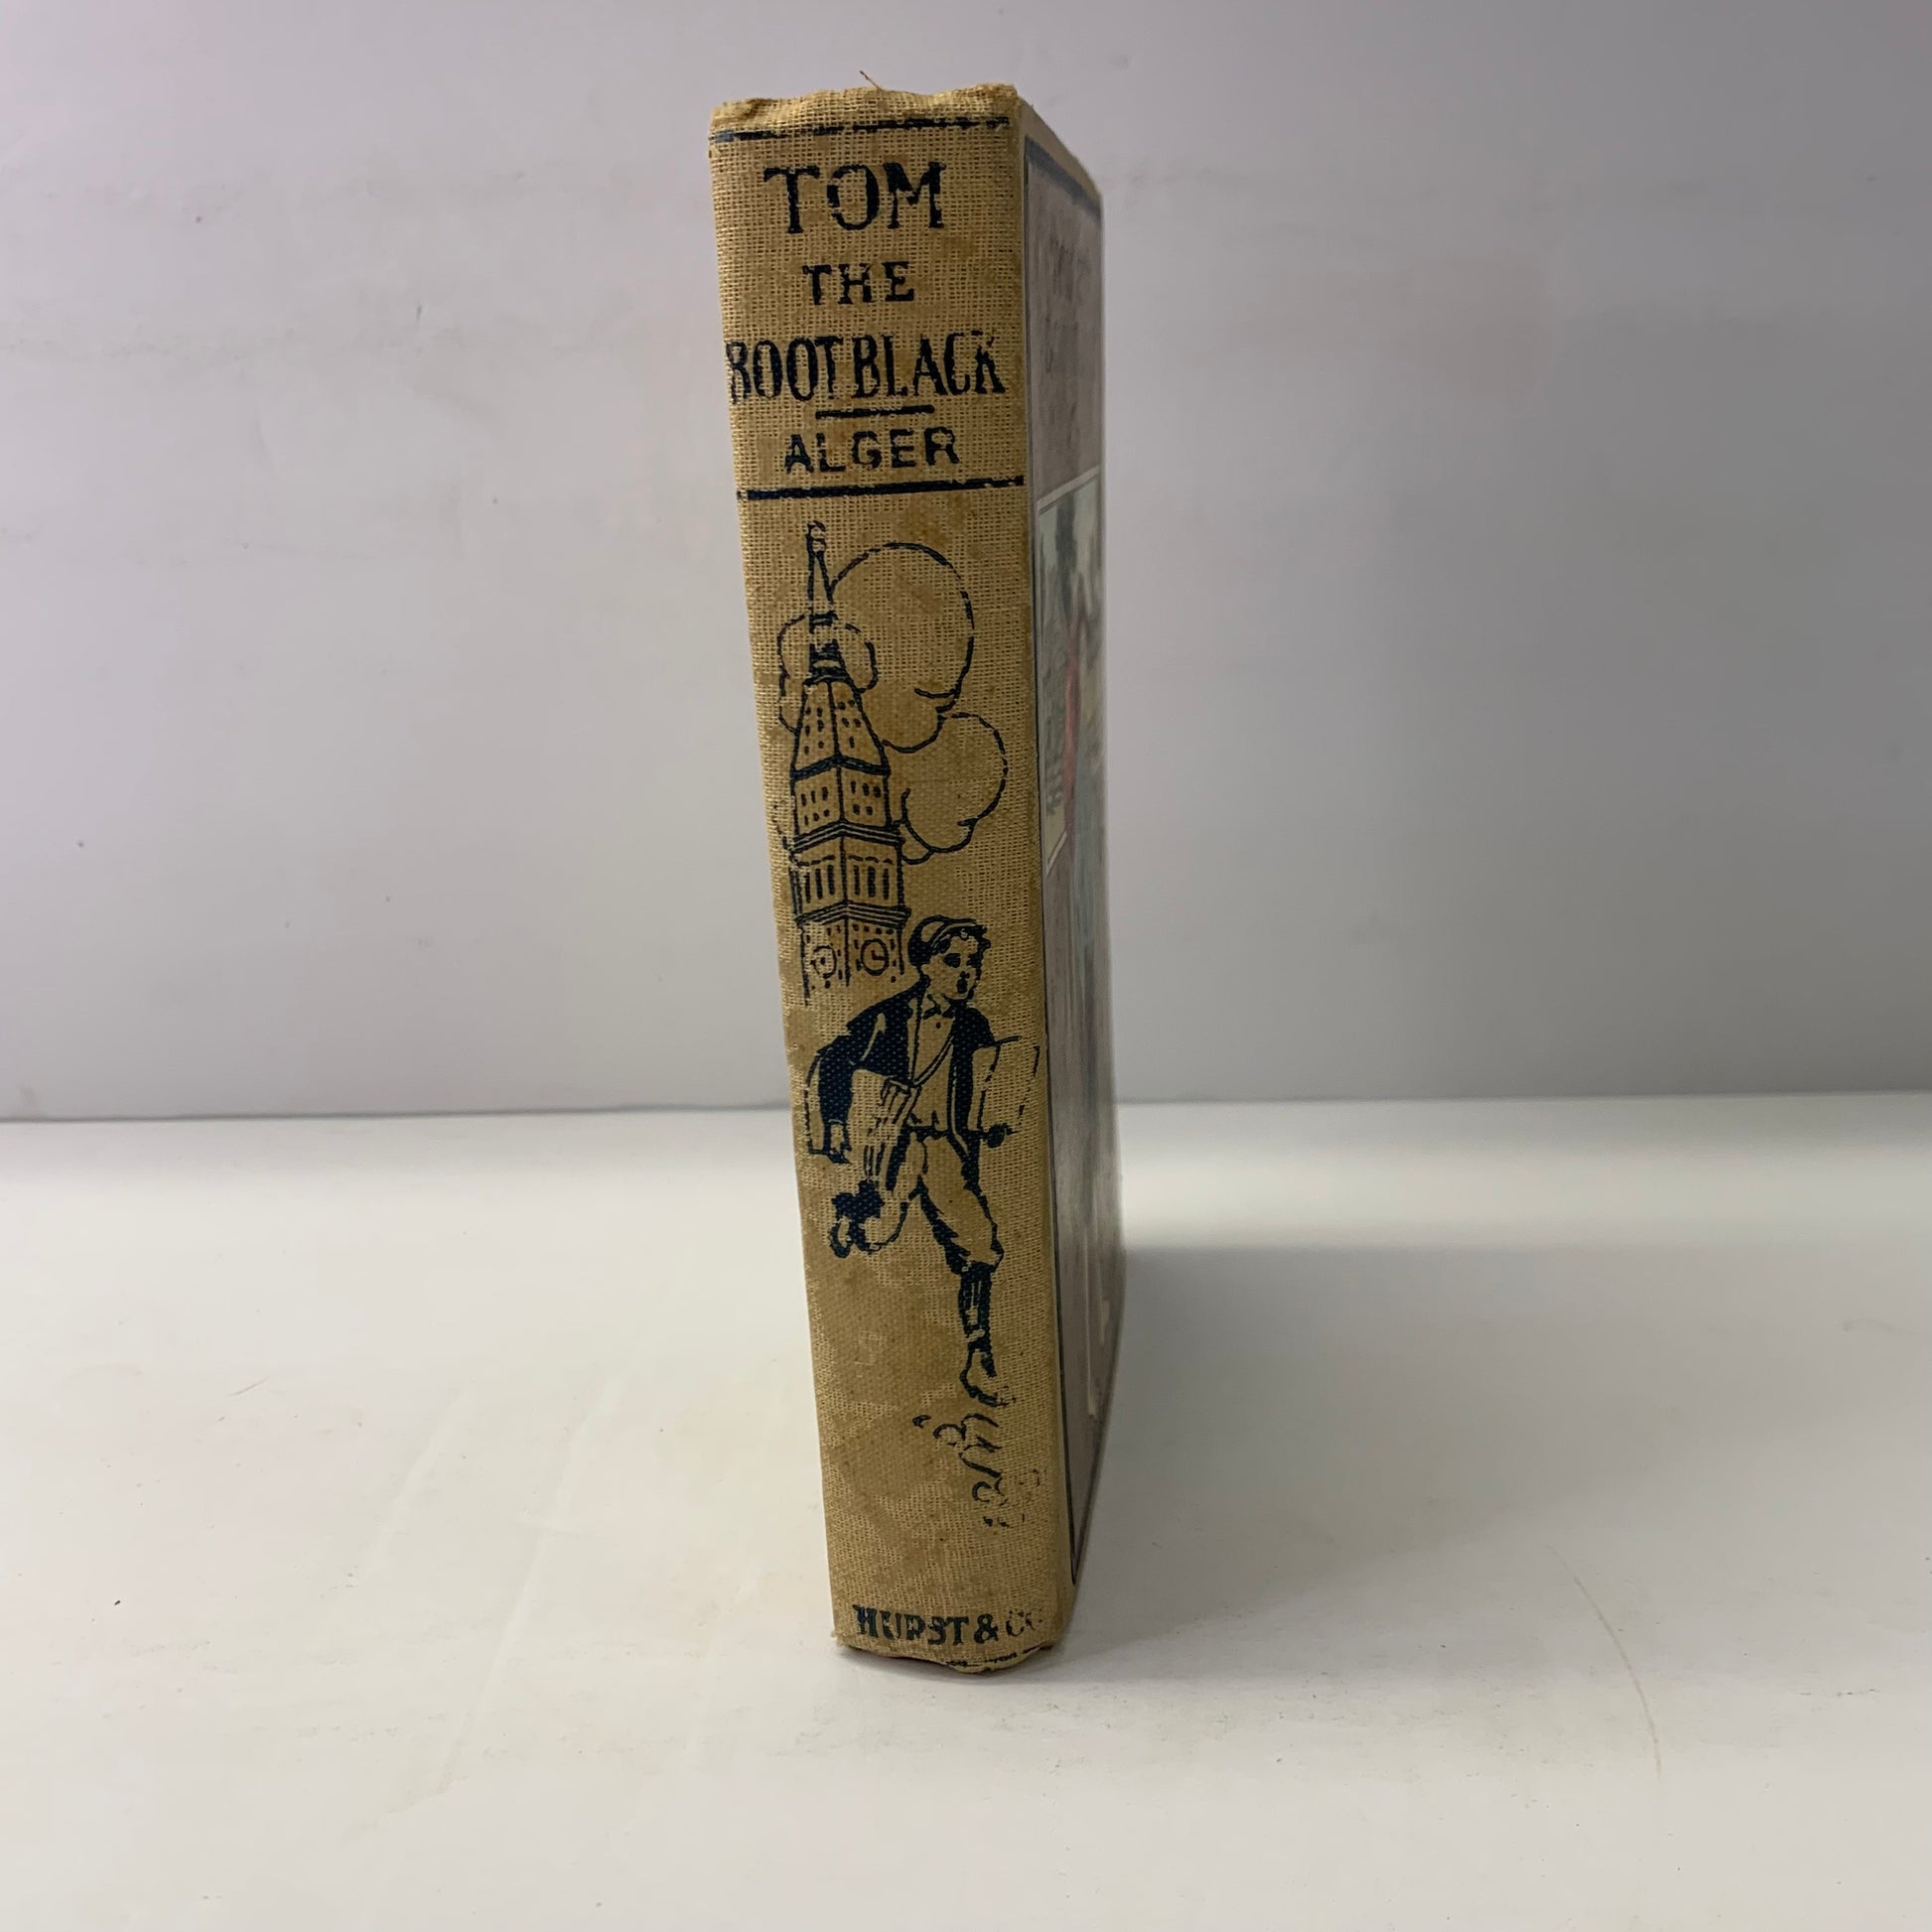 TOM
THE
BOOTBLACK
ALGER
HURST & CO